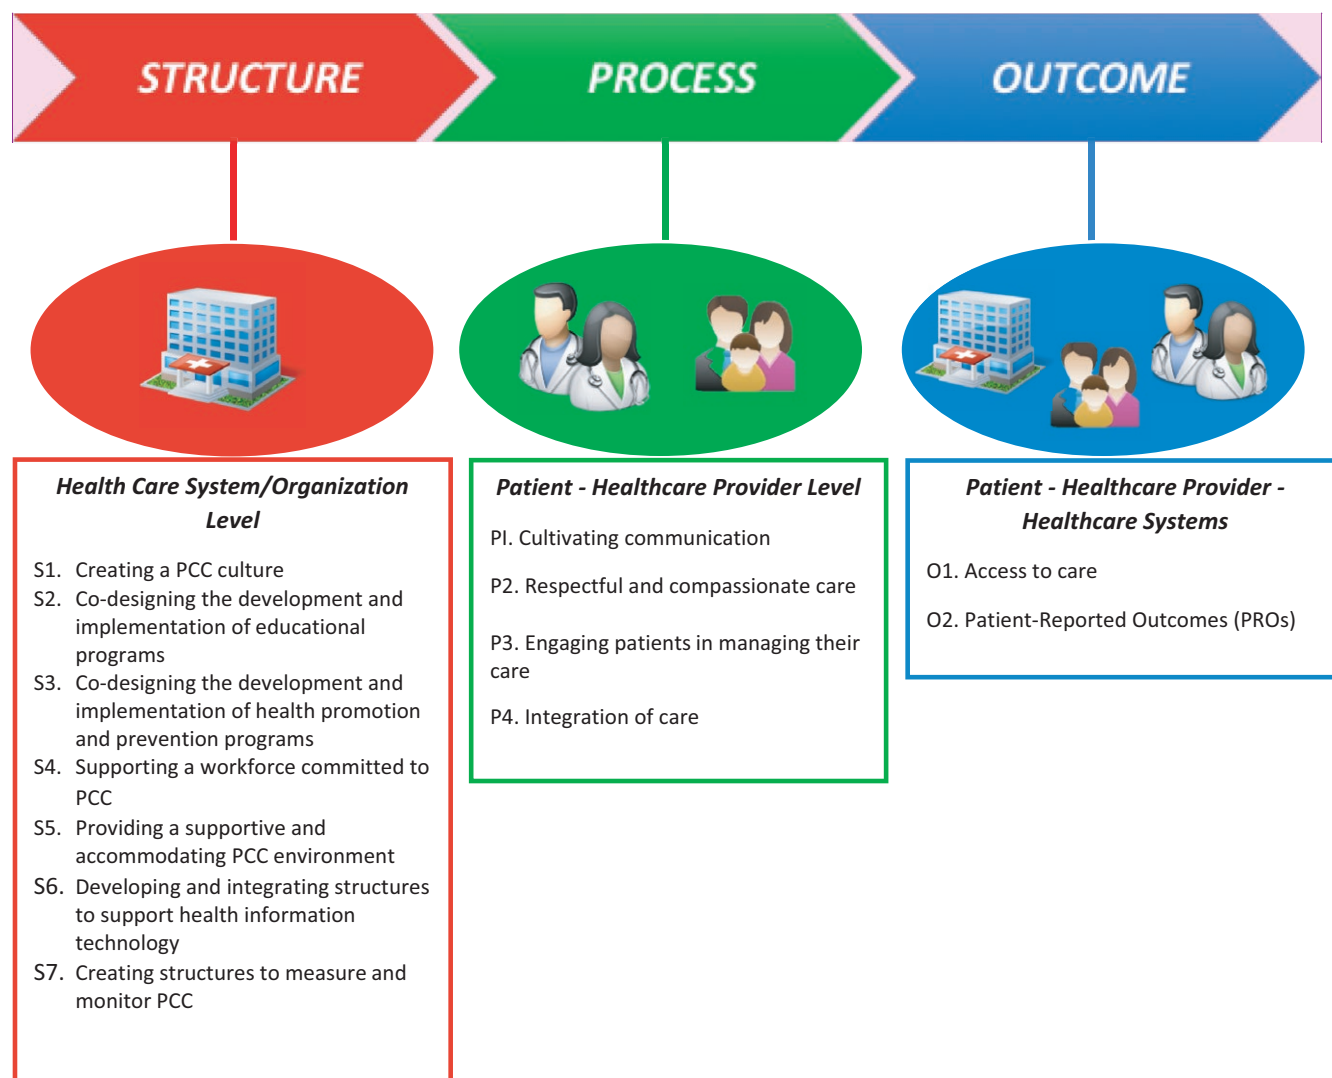 STRUCTURE
PROCESS
OUTCOME
Health Care System/Organization
Level
S1. Creating a PCC culture
S2. Co-designing the development and
implementation of educational
programs
S3. Co-designing the development and
implementation of health promotion
and prevention programs
S4. Supporting a workforce committed to
PCC
S5. Providing a supportive and
accommodating PCC environment
S6. Developing and integrating structures
to support health information
technology
S7. Creating structures to measure and
monitor PCC
Patient - Healthcare Provider Level
PI. Cultivating communication
P2. Respectful and compassionate care
P3. Engaging patients in managing their
care
P4. Integration of care
Patient - Healthcare Provider -
Healthcare Systems
O1. Access to care
O2. Patient-Reported Outcomes (PROs)